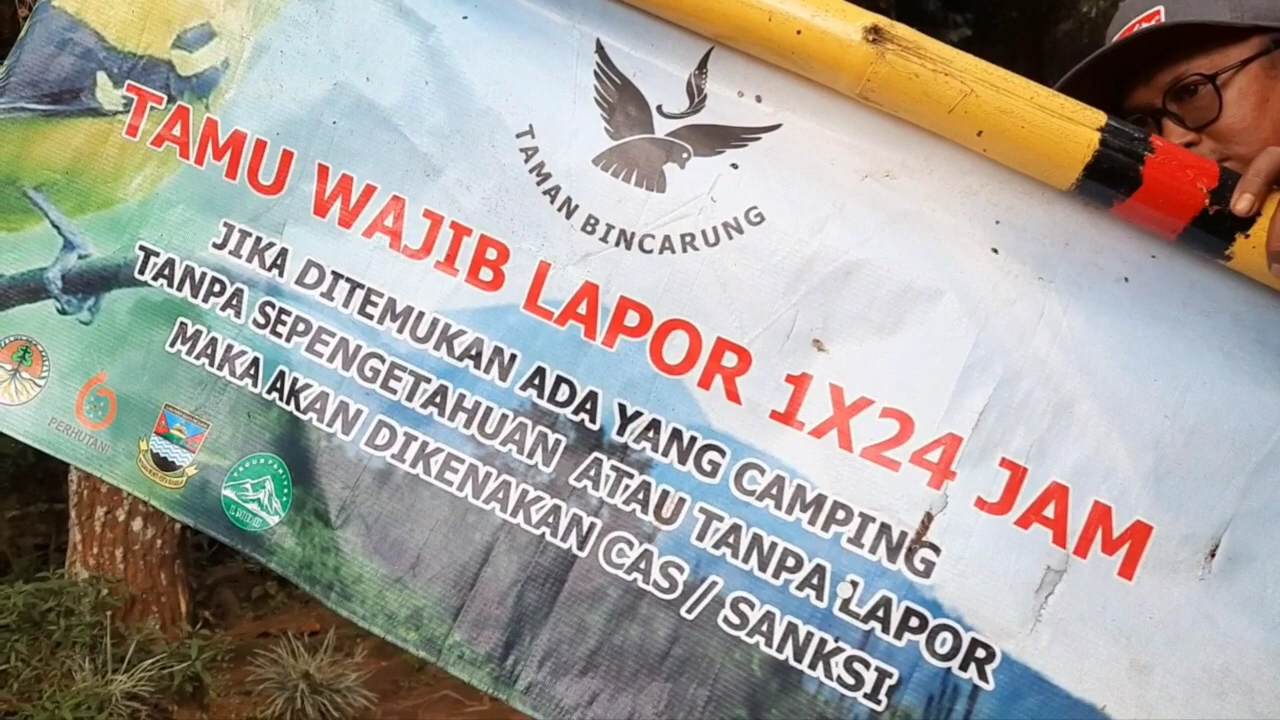 TAMAN BINCARUNG
TAMU WAJIB LAPOR 1X24 JAM
JIKA DITEMUKAN ADA YANG CAMPING
TANPA SEPENGETAHUAN ATAU TANPA LAPOR
MAKA AKAN DIKENAKAN CAS / SANKSI
PERHUTANI